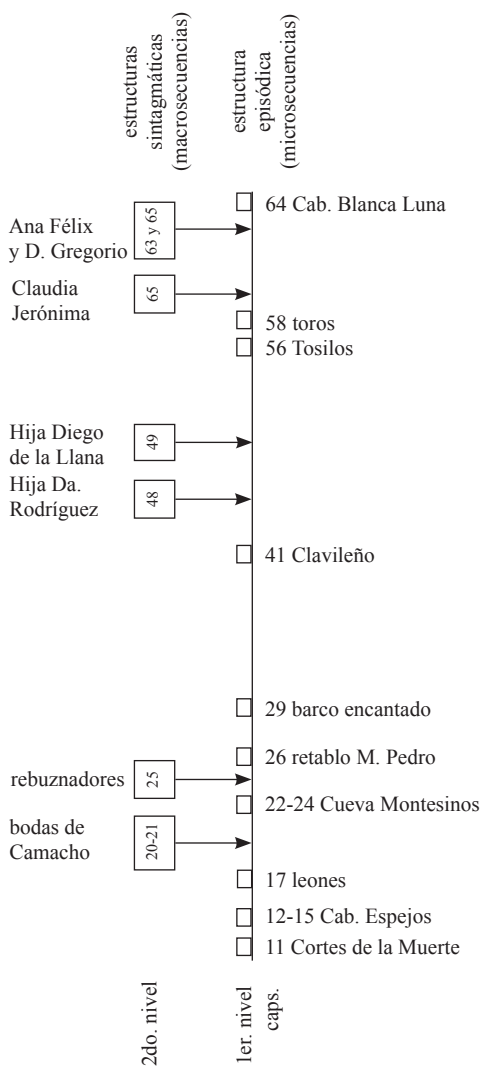 estructuras
sintagmáticas
(macrosecuencias)
estructura
episódica
(microsecuencias)
64 Cab. Blanca Luna
Ana Félix
y D. Gregorio
63 y 65
Claudia
Jerónima
65
58 toros
56 Tosilos
Hija Diego
de la Llana
49
Hija Da.
Rodríguez
48
41 Clavileño
29 barco encantado
26 retablo M. Pedro
rebuznadores
25
22-24 Cueva Montesinos
bodas de
Camacho
20-21
17 leones
12-15 Cab. Espejos
11 Cortes de la Muerte
2do. nivel
1er. nivel
caps.